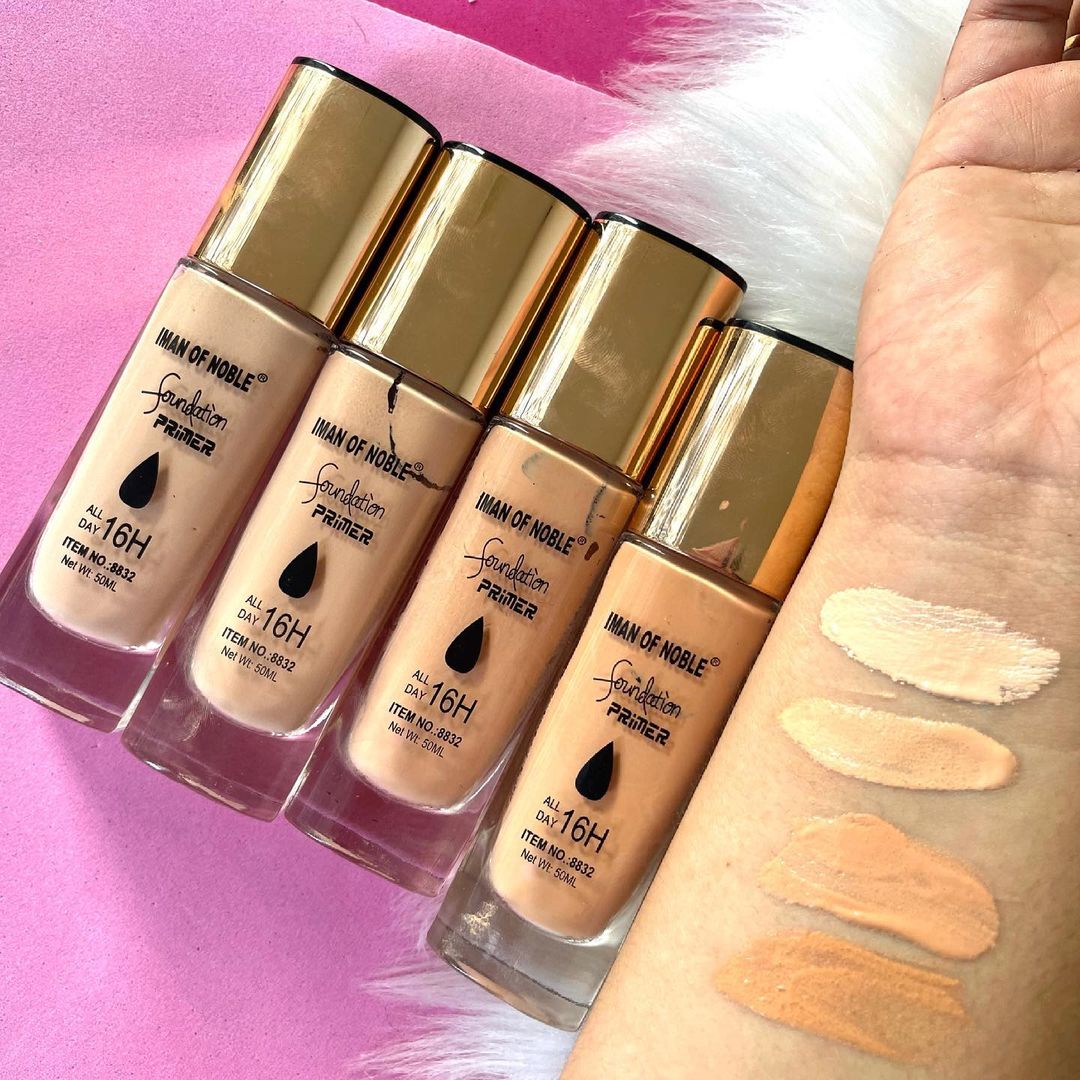 IMAN OF NOBLE®
foundation
PRIMER
ALL
DAY 16H
ITEM NO.:8832
Net Wt: 50ML
IMAN OF NOBLE®
foundation
PRIMER
ALL
DAY 16H
ITEM NO.:8832
Net Wt: 50ML
IMAN OF NOBLE®
foundation
PRIMER
ALL
DAY 16H
ITEM NO.:8832
Net Wt: 50ML
IMAN OF NOBLE®
foundation
PRIMER
ALL
DAY 16H
ITEM NO.:8832
Net Wt: 50ML